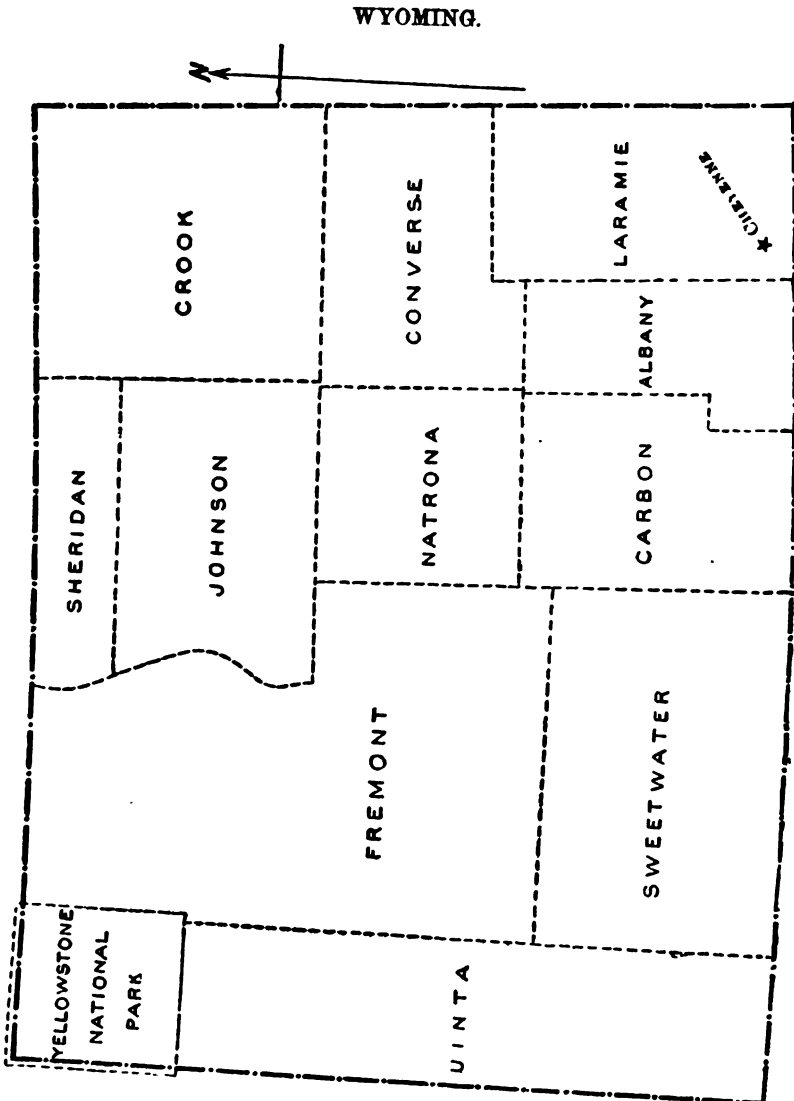 WYOMING.
N
CROOK
CONVERSE
LARAMIE
CHEYENNE
ALBANY
SHERIDAN
JOHNSON
NATRONA
CARBON
FREMONT
SWEETWATER
YELLOWSTONE
NATIONAL
PARK
UINTA